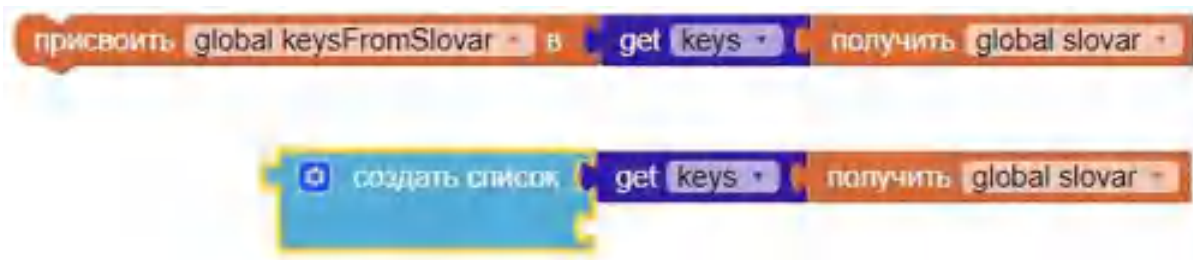 присвоить global keysFromSlovar в get keys получить global slovar
создать список get keys получить global slovar